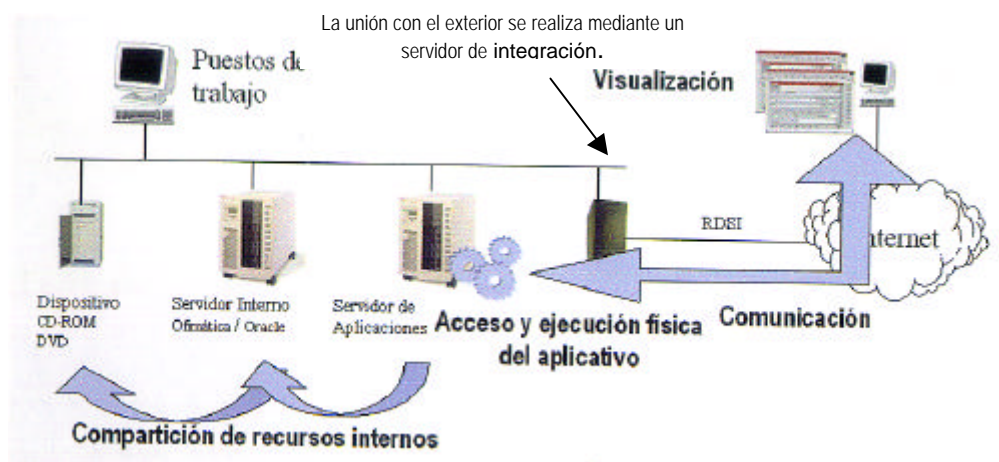 La unión con el exterior se realiza mediante un
servidor de integración.
Puestos de
trabajo
Visualización
RDSI
Internet
Dispositivo
CD-ROM
DVD
Servidor Interno
Ofimática / Oracle
Servidor de
Aplicaciones
Acceso y ejecución física
del aplicativo
Comunicación
Compartición de recursos internos